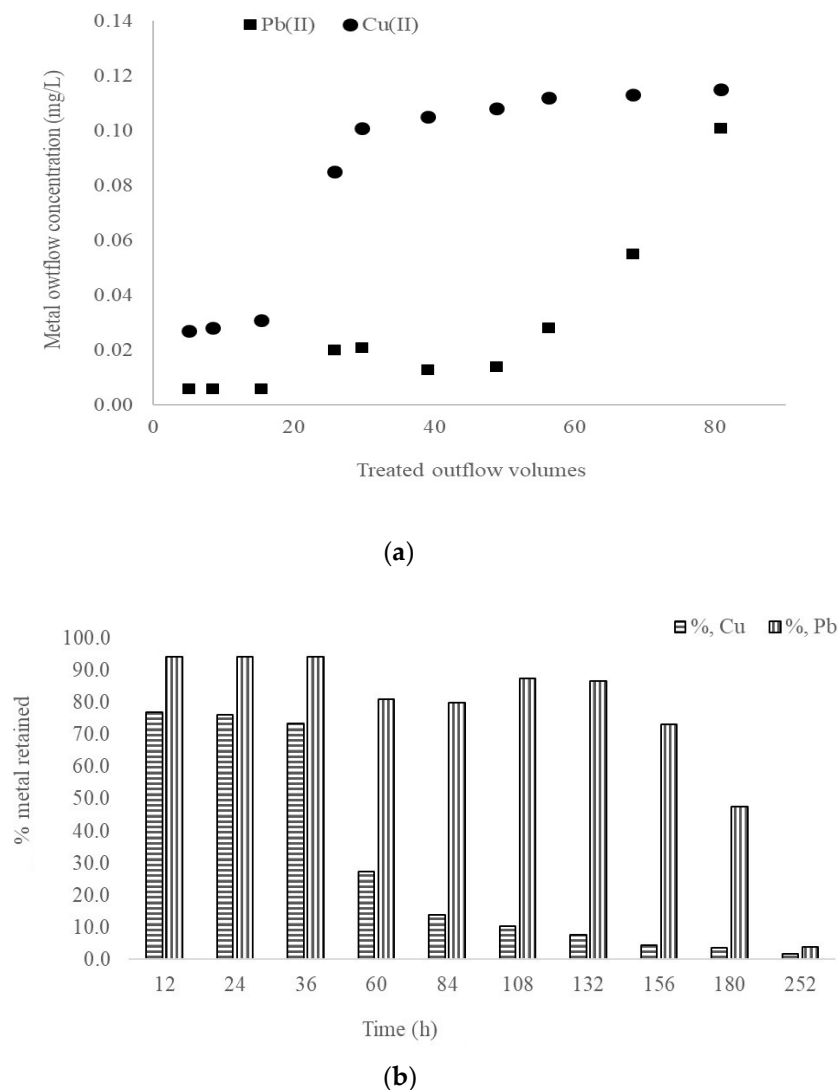 Pb(II) Cu(II)
0.14
0.12
0.10
0.08
0.06
0.04
0.02
0.00
Metal owtflow concentration (mg/L)
0 20 40 60 80
Treated outflow volumes
(a)
%, Cu %, Pb
100.0
90.0
80.0
70.0
60.0
50.0
40.0
30.0
20.0
10.0
0.0
% metal retained
12 24 36 60 84 108 132 156 180 252
Time (h)
(b)